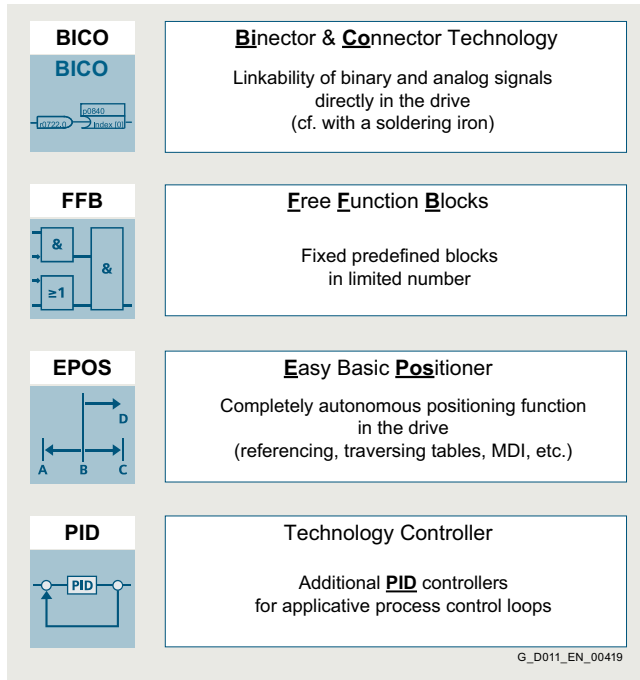 BICO
Binector & Connector Technology
BICO
Linkability of binary and analog signals
directly in the drive
(cf. with a soldering iron)
p0840
r0722.0
Index [0]
FFB
Free Function Blocks
&
&
≥1
Fixed predefined blocks
in limited number
EPOS
Easy Basic Positioner
D
A B C
Completely autonomous positioning function
in the drive
(referencing, traversing tables, MDI, etc.)
PID
Technology Controller
PID
Additional PID controllers
for applicative process control loops
G_D011_EN_00419